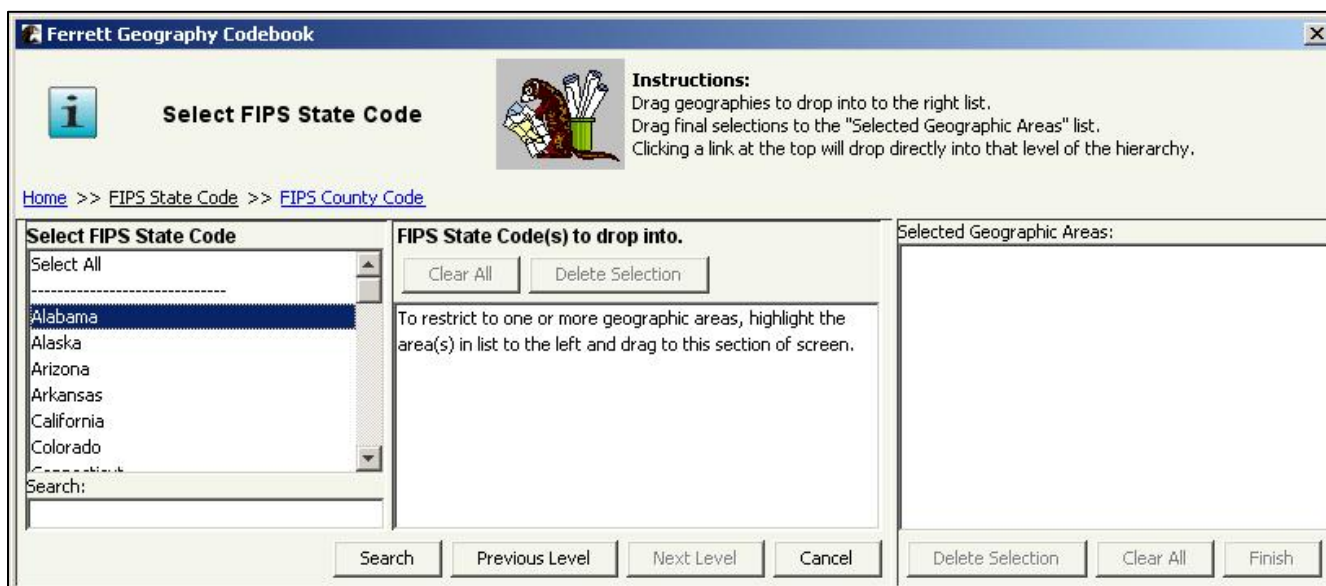 Ferrett Geography Codebook
Select FIPS State Code
Instructions:
Drag geographies to drop into to the right list.
Drag final selections to the "Selected Geographic Areas" list.
Clicking a link at the top will drop directly into that level of the hierarchy.
Home >> FIPS State Code >> FIPS County Code
Select FIPS State Code
Select All
------------------------------
Alabama
Alaska
Arizona
Arkansas
California
Colorado
Search:
FIPS State Code(s) to drop into.
Clear All Delete Selection
To restrict to one or more geographic areas, highlight the
area(s) in list to the left and drag to this section of screen.
Search Previous Level Next Level Cancel
Selected Geographic Areas:
Delete Selection Clear All Finish